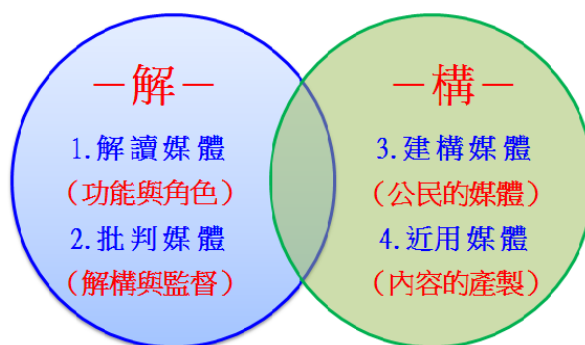 －解－
1.解讀媒體
(功能與角色)
2.批判媒體
(解構與監督)
－構－
3.建構媒體
(公民的媒體)
4.近用媒體
(內容的產製)